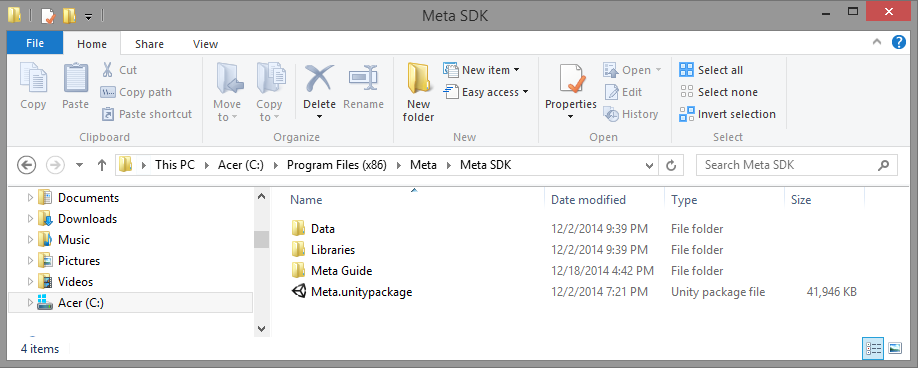 Meta SDK
File Home Share View
Copy Paste Cut Copy path Paste shortcut Move to Copy to Delete Rename New folder New item Easy access Properties Open Edit History Select all Select none Invert selection
Clipboard Organize New Open Select
This PC Acer (C:) Program Files (x86) Meta Meta SDK Search Meta SDK
Documents
Downloads
Music
Pictures
Videos
Acer (C:)
Name Date modified Type Size
Data 12/2/2014 9:39 PM File folder
Libraries 12/2/2014 9:39 PM File folder
Meta Guide 12/18/2014 4:42 PM File folder
Meta.unitypackage 12/2/2014 7:21 PM Unity package file 41,946 KB
4 items